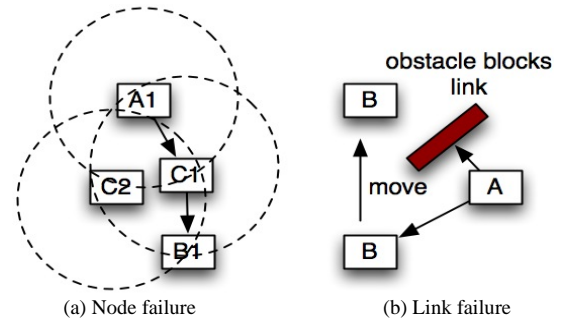 A1
C1
C2
B1
(a) Node failure
obstacle blocks
link
B
move
A
B
(b) Link failure